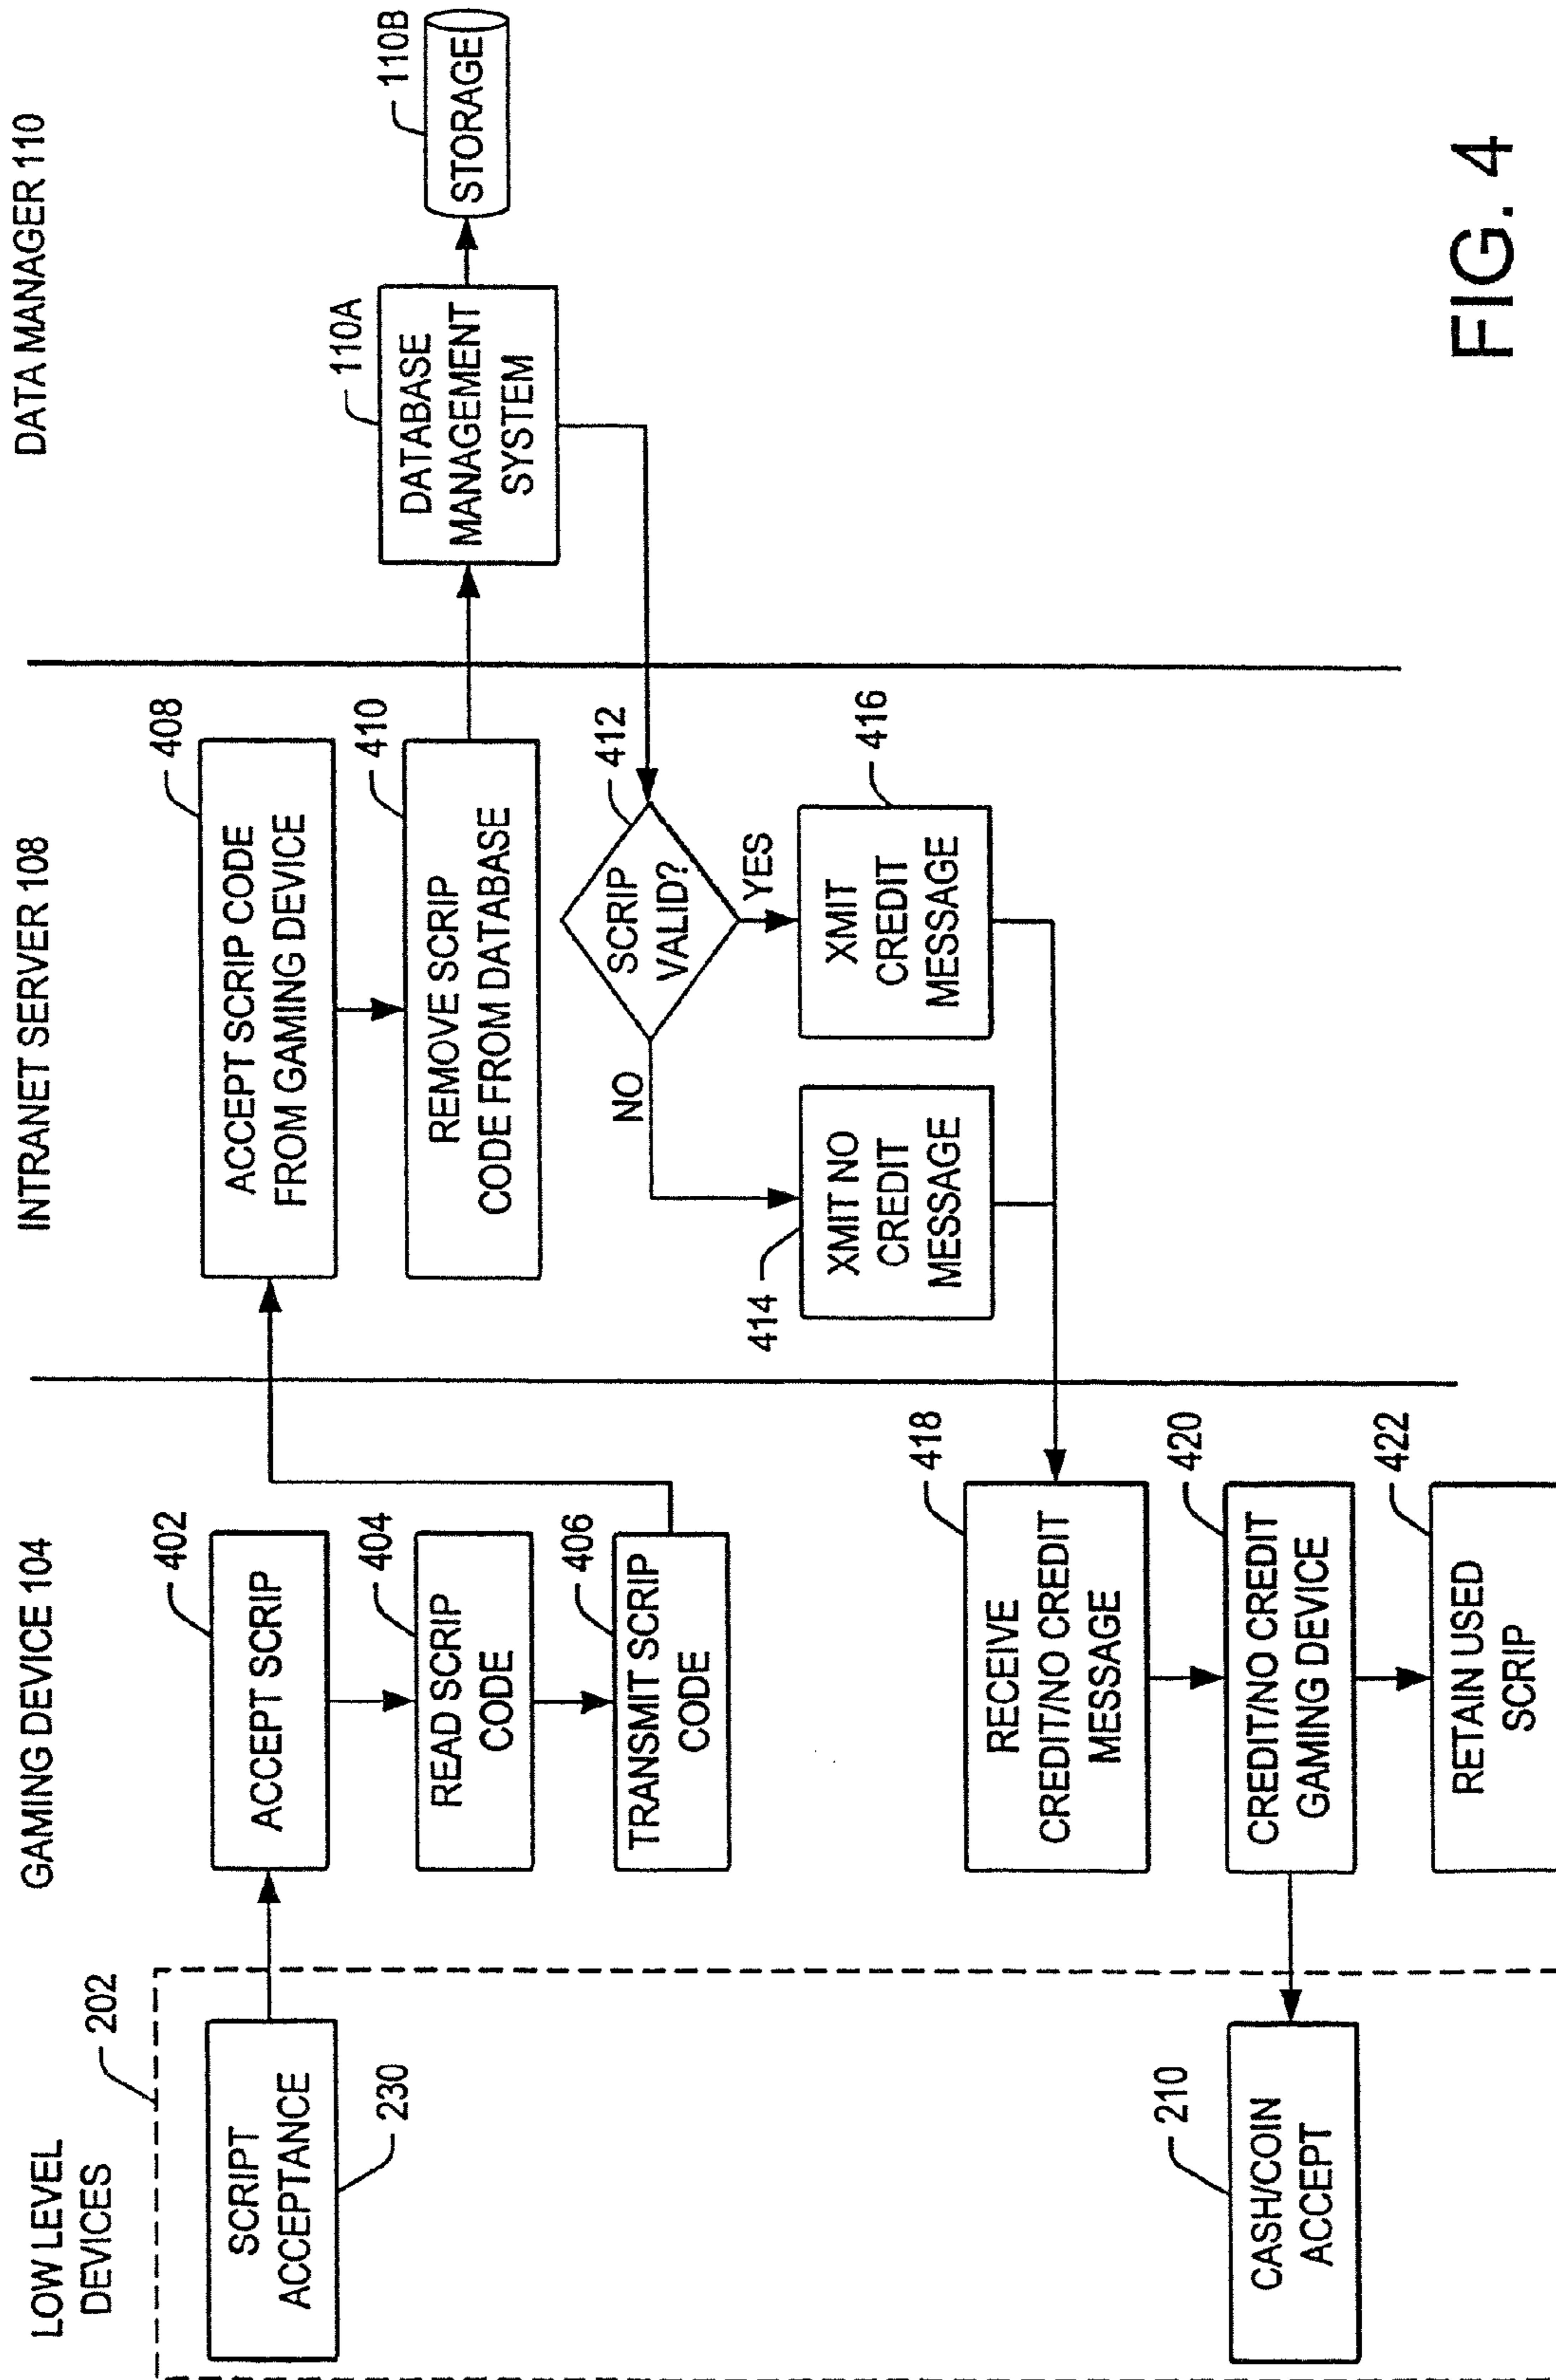 LOW LEVEL
DEVICES
202
SCRIPT
ACCEPTANCE
230
CASH/COIN
ACCEPT
210
GAMING DEVICE 104
402
ACCEPT SCRIP
404
READ SCRIP
CODE
406
TRANSMIT SCRIP
CODE
418
RECEIVE
CREDIT/NO CREDIT
MESSAGE
420
CREDIT/NO CREDIT
GAMING DEVICE
422
RETAIN USED
SCRIP
INTRANET SERVER 108
408
ACCEPT SCRIP CODE
FROM GAMING DEVICE
410
REMOVE SCRIP
CODE FROM DATABASE
412
SCRIP
VALID?
NO
YES
414
XMIT NO
CREDIT
MESSAGE
416
XMIT
CREDIT
MESSAGE
DATA MANAGER 110
110A
DATABASE
MANAGEMENT
SYSTEM
110B
STORAGE
FIG. 4